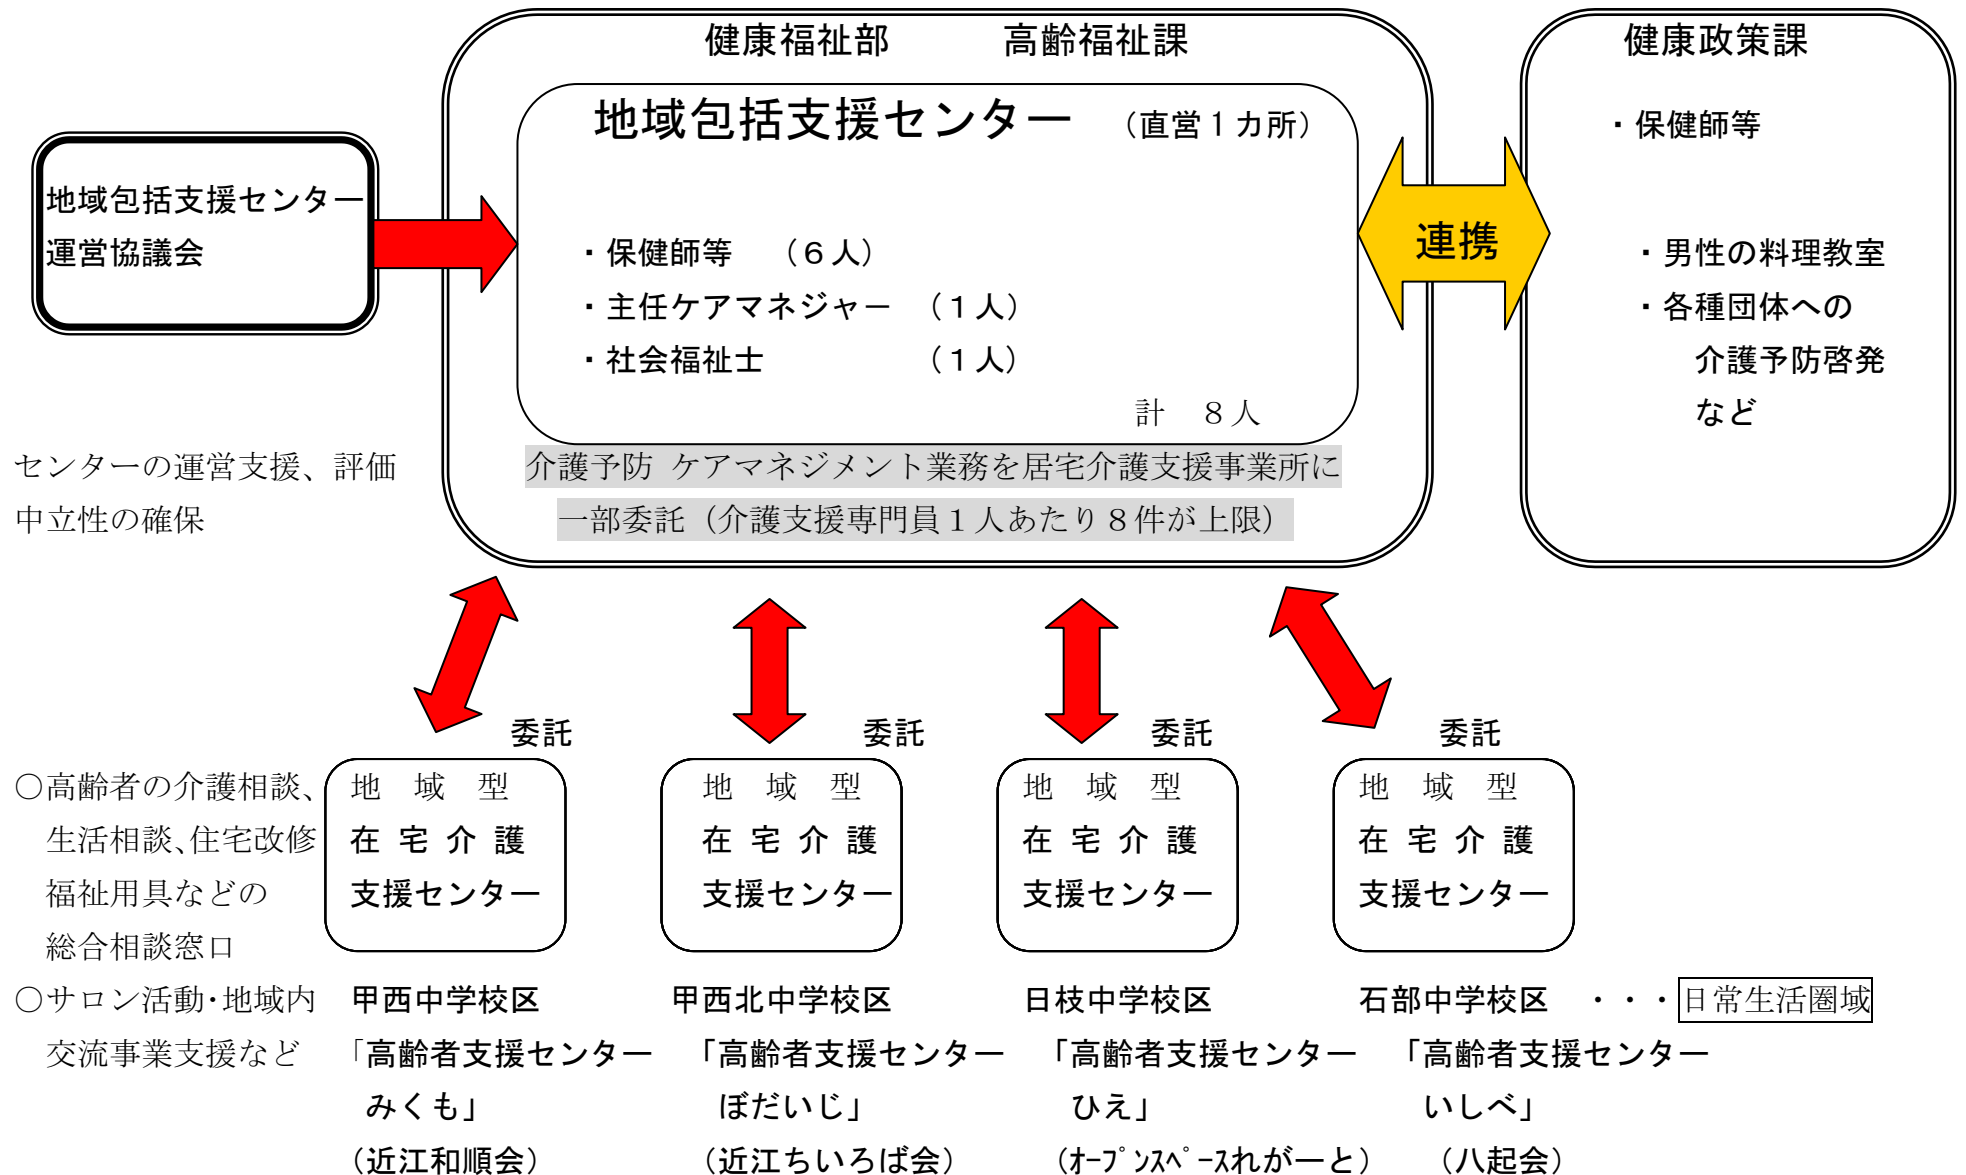 健康福祉部　　高齢福祉課
地域包括支援センター　（直営１カ所）
・保健師等　（６人）
・主任ケアマネジャー　（１人）
・社会福祉士　　　　　（１人）
計　８人
介護予防 ケアマネジメント業務を居宅介護支援事業所に
一部委託（介護支援専門員１人あたり８件が上限）
健康政策課
・保健師等
・男性の料理教室
・各種団体への
介護予防啓発
など
連携
地域包括支援センター
運営協議会
センターの運営支援、評価
中立性の確保
委託
委託
委託
委託
地　域　型
在 宅 介 護
支援センター
地　域　型
在 宅 介 護
支援センター
地　域　型
在 宅 介 護
支援センター
地　域　型
在 宅 介 護
支援センター
○高齢者の介護相談、
生活相談、住宅改修
福祉用具などの
総合相談窓口
○サロン活動・地域内
交流事業支援など
甲西中学校区
「高齢者支援センター
みくも」
（近江和順会）
甲西北中学校区
「高齢者支援センター
ぼだいじ」
（近江ちいろば会）
日枝中学校区
「高齢者支援センター
ひえ」
（ｵｰﾌﾟﾝｽﾍﾟｰｽれがーと）
石部中学校区　・・・日常生活圏域
「高齢者支援センター
いしべ」
（八起会）